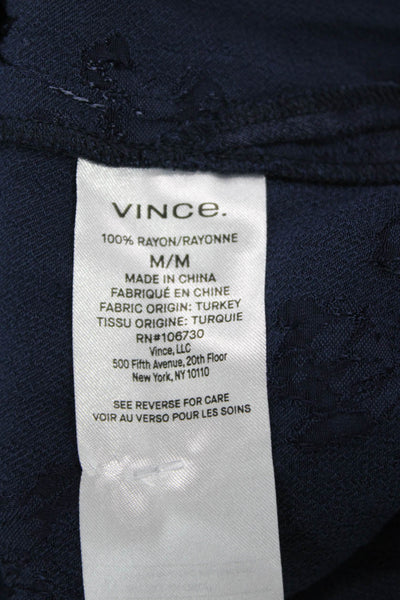 VINCe.
100% RAYON/RAYONNE
M/M
MADE IN CHINA
FABRIQUÉ EN CHINE
FABRIC ORIGIN: TURKEY
TISSU ORIGINE: TURQUIE
RN#106730
Vince, LLC
500 Fifth Avenue, 20th Floor
New York, NY 10110
SEE REVERSE FOR CARE
VOIR AU VERSO POUR LES SOINS